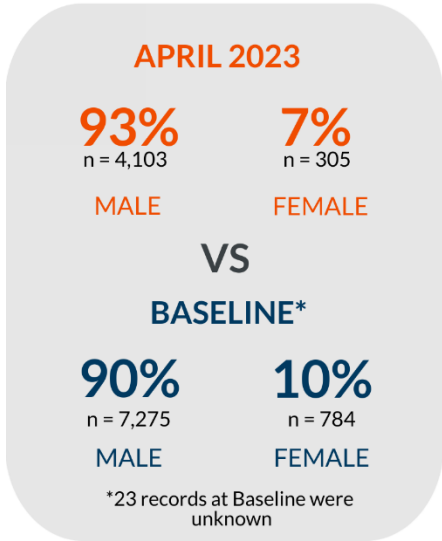 APRIL 2023
93% 7%
n = 4,103 n = 305
MALE FEMALE
VS
BASELINE*
90% 10%
n = 7,275 n = 784
MALE FEMALE
*23 records at Baseline were
unknown